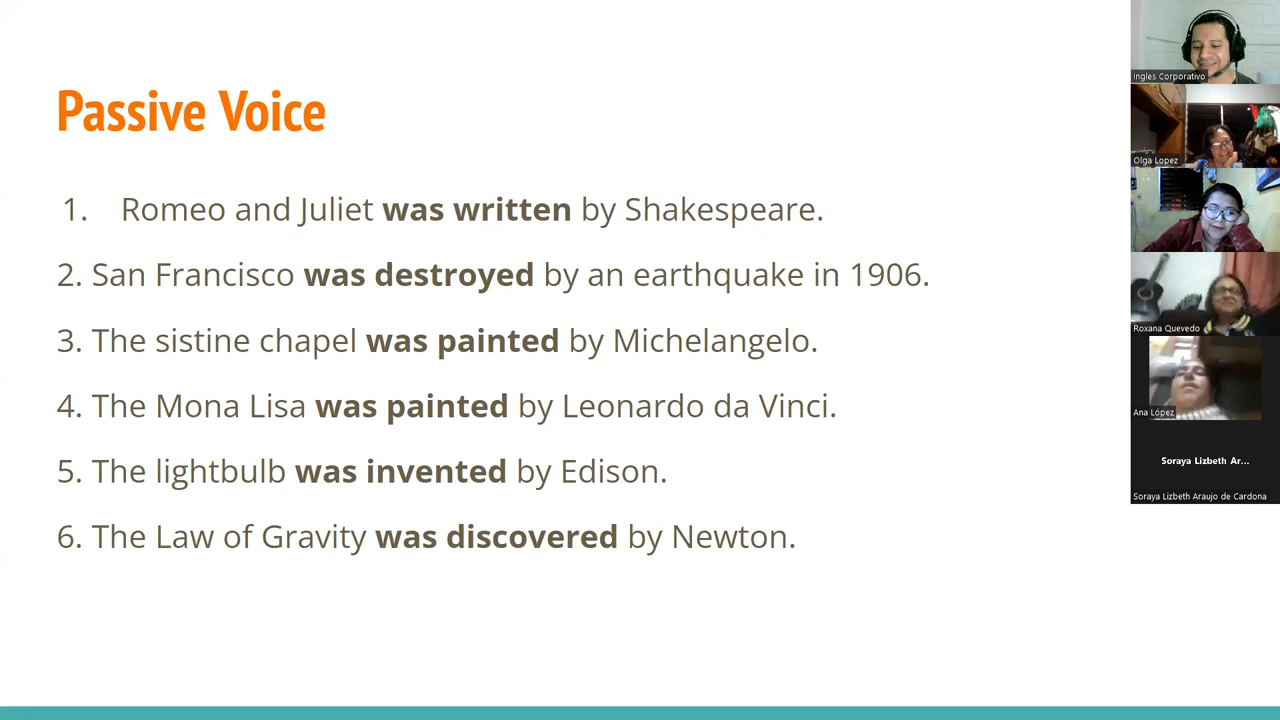 Passive Voice
1. Romeo and Juliet was written by Shakespeare.
2. San Francisco was destroyed by an earthquake in 1906.
3. The sistine chapel was painted by Michelangelo.
4. The Mona Lisa was painted by Leonardo da Vinci.
5. The lightbulb was invented by Edison.
6. The Law of Gravity was discovered by Newton.
Ingles Corporativo
Olga Lopez
Roxana Quevedo
Ana López
Soraya Lizbeth Ar...
Soraya Lizbeth Araujo de Cardona